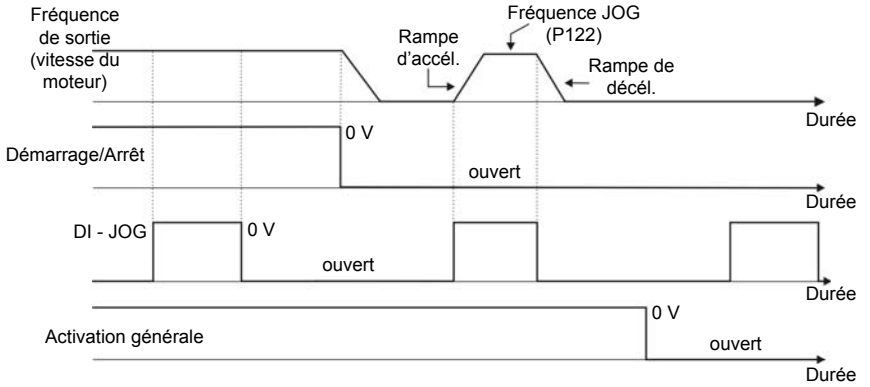 Fréquence
de sortie
(vitesse du
moteur)
Rampe
d'accél.
Fréquence JOG
(P122)
Rampe de
décél.
Durée
Démarrage/Arrêt
0 V
ouvert
Durée
DI - JOG
0 V
ouvert
Durée
Activation générale
0 V
ouvert
Durée